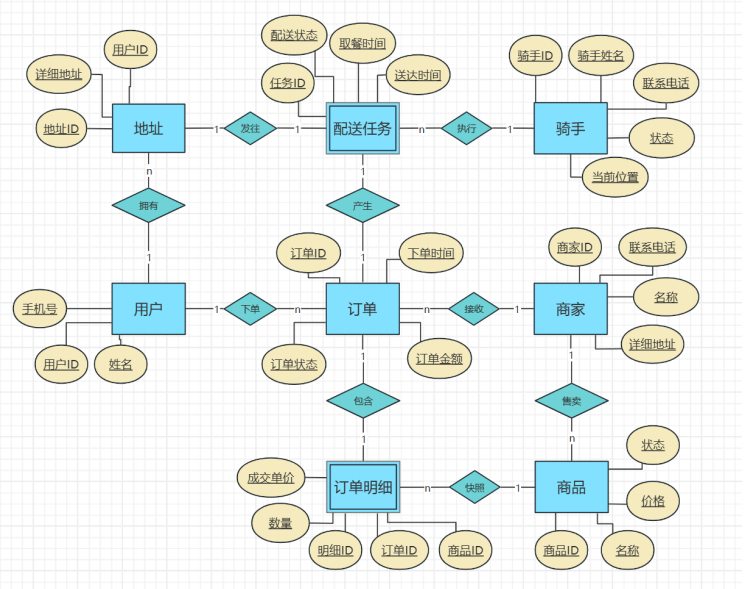 配送状态
取餐时间
用户ID
骑手ID
骑手姓名
详细地址
任务ID
送达时间
联系电话
地址ID
地址
1
发往
1
配送任务
n
执行
1
骑手
状态
当前位置
n
1
拥有
产生
1
1
订单ID
下单时间
商家ID
联系电话
手机号
用户
1
下单
n
订单
n
接收
1
商家
名称
用户ID
姓名
订单状态
订单金额
详细地址
1
1
包含
售卖
1
n
状态
成交单价
订单明细
n
快照
1
商品
价格
数量
明细ID
订单ID
商品ID
商品ID
名称